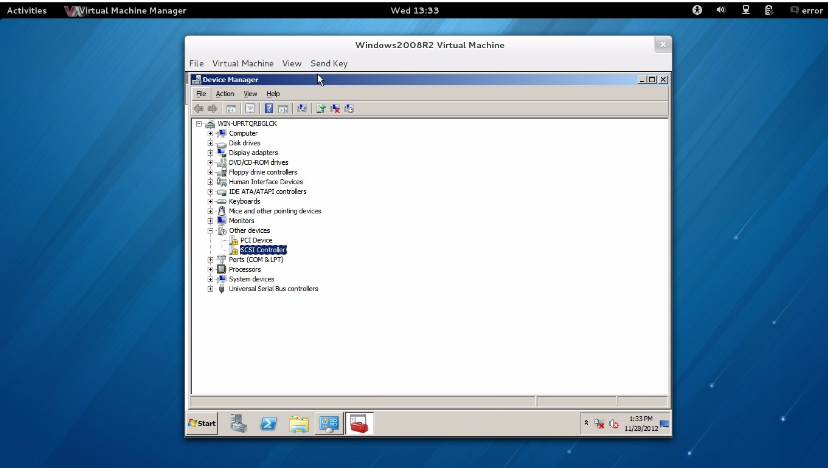 Activities Virtual Machine Manager Wed 13:33 error
Windows2008R2 Virtual Machine
File Virtual Machine View Send Key
Device Manager
File Action View Help
WIN-UPRTQRBGLCK
Computer
Disk drives
Display adapters
DVD/CD-ROM drives
Floppy drive controllers
Human Interface Devices
IDE ATA/ATAPI controllers
Keyboards
Mice and other pointing devices
Monitors
Other devices
PCI Device
SCSI Controller
Ports (COM & LPT)
Processors
System devices
Universal Serial Bus controllers
Start
1:33 PM
11/28/2012